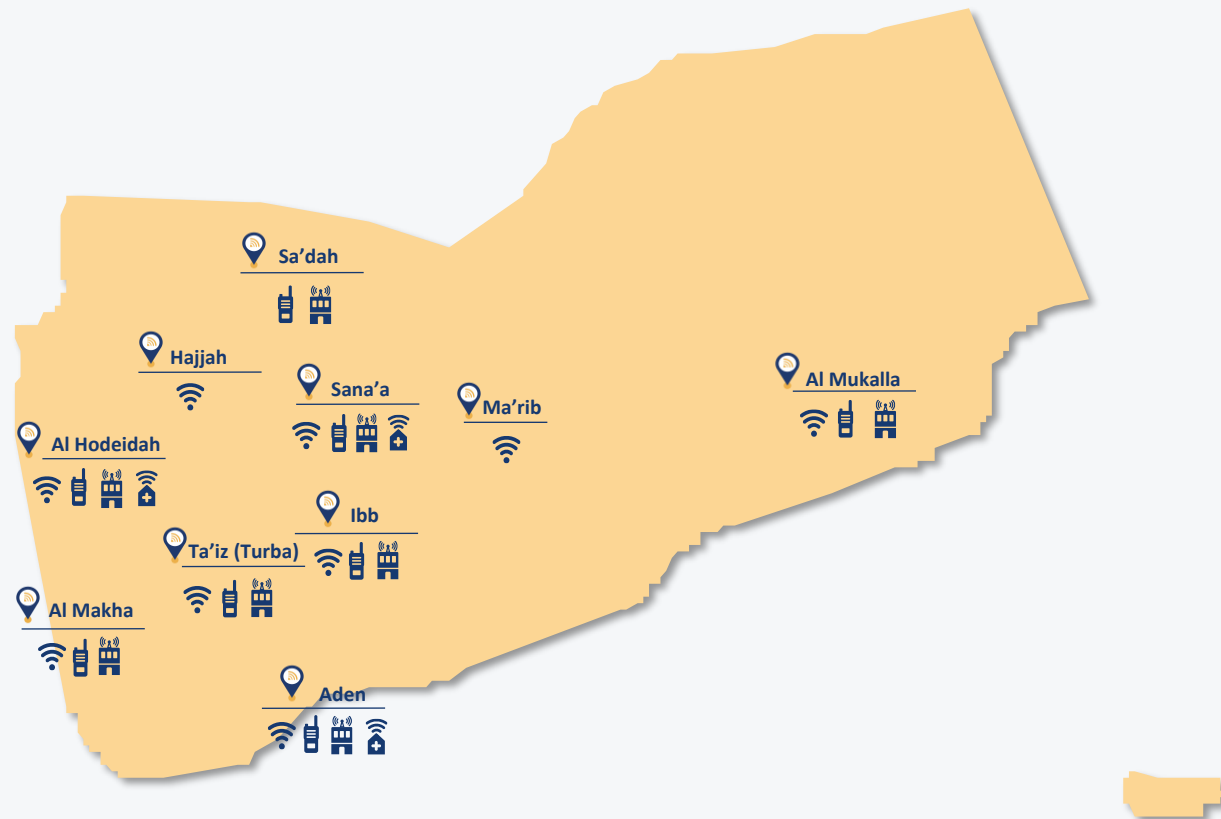 Sa’dah
Hajjah
Sana’a
Ma’rib
Al Mukalla
Al Hodeidah
Ibb
Ta’iz (Turba)
Al Makha
Aden